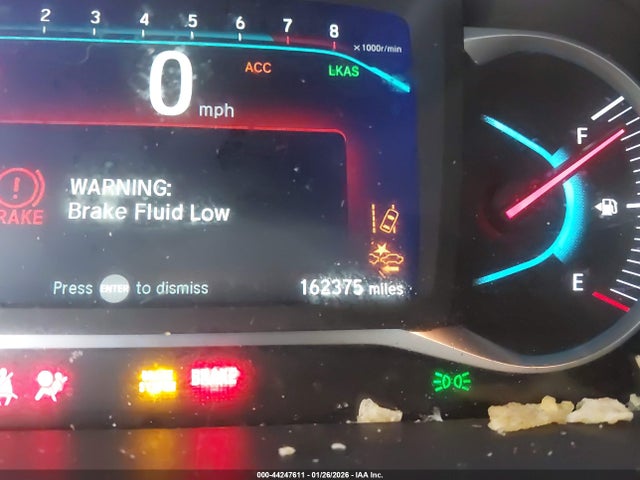 2 3 4 5 6 7 8
x 1000r/min
0 mph
ACC
LKAS
F
WARNING:
Brake Fluid Low
BRAKE
Press ENTER to dismiss
162375 miles
E
000-44247611 - 01/26/2026 - IAA Inc.